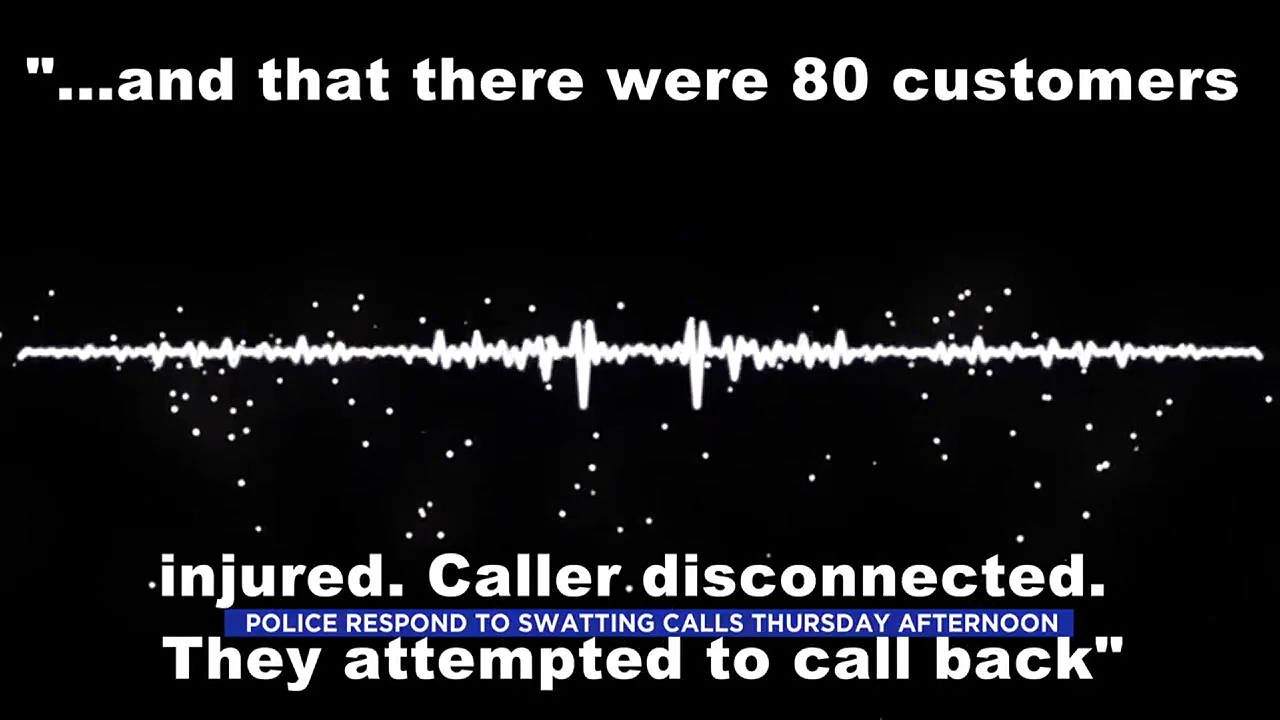 "...and that there were 80 customers
injured. Caller disconnected.
POLICE RESPOND TO SWATTING CALLS THURSDAY AFTERNOON
They attempted to call back"